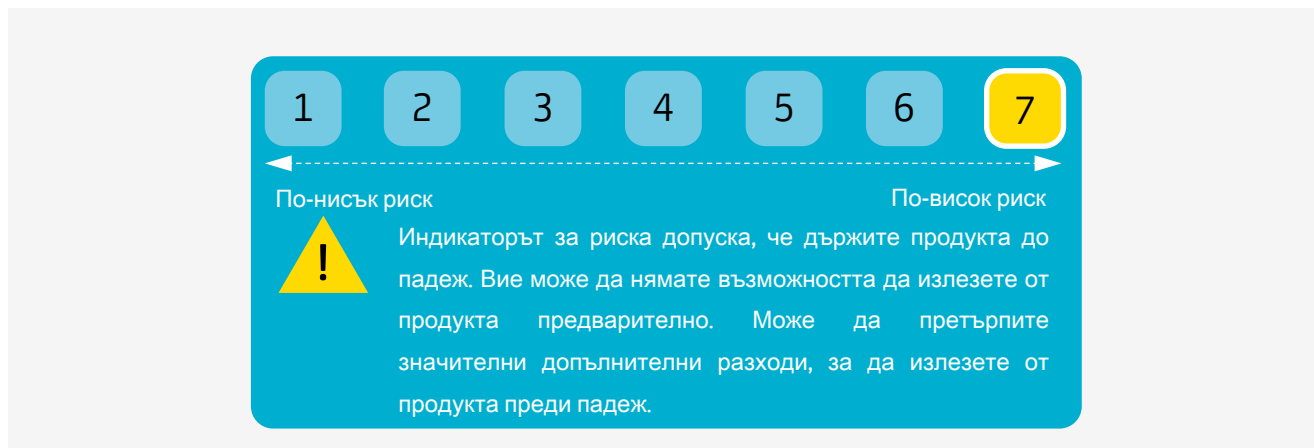 1 2 3 4 5 6 7
По-нисък риск По-висок риск
!
Индикаторът за риска допуска, че държите продукта до
падеж. Вие може да нямате възможността да излезете от
продукта предварително. Може да претърпите
значителни допълнителни разходи, за да излезете от
продукта преди падеж.